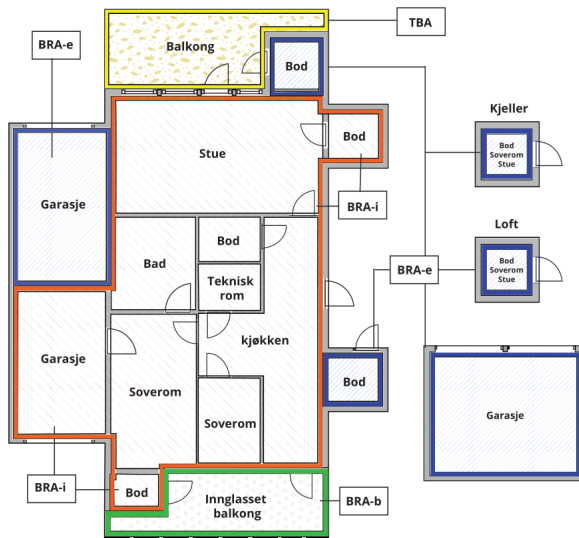 TBA
BRA-e
Balkong
Bod
Kjeller
Bod
Soverom
Stue
Bod
Stue
BRA-i
Garasje
Loft
Bod
Soverom
Stue
Bod
Bad
Teknisk
rom
BRA-e
kjøkken
Garasje
Bod
Soverom
Soverom
Garasje
BRA-i
Bod
Innglasset
balkong
BRA-b